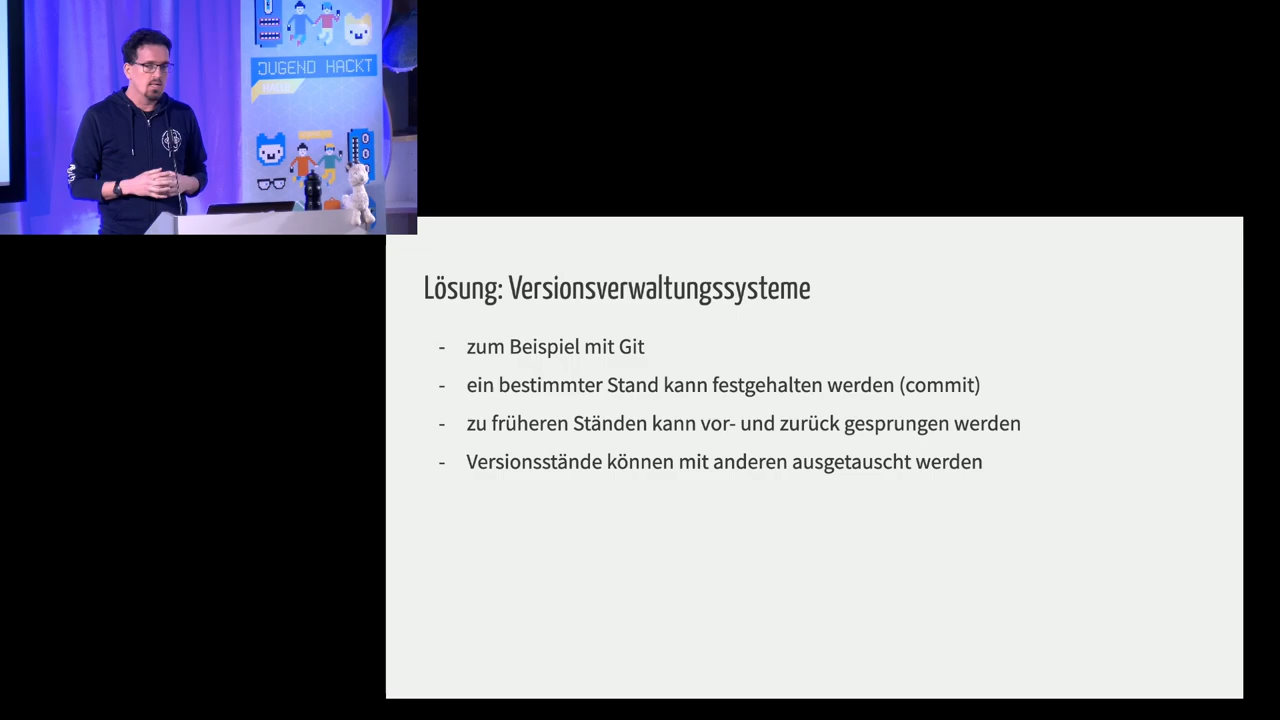 JUGEND HACKT
Lösung: Versionsverwaltungssysteme
- zum Beispiel mit Git
- ein bestimmter Stand kann festgehalten werden (commit)
- zu früheren Ständen kann vor- und zurück gesprungen werden
- Versionsstände können mit anderen ausgetauscht werden